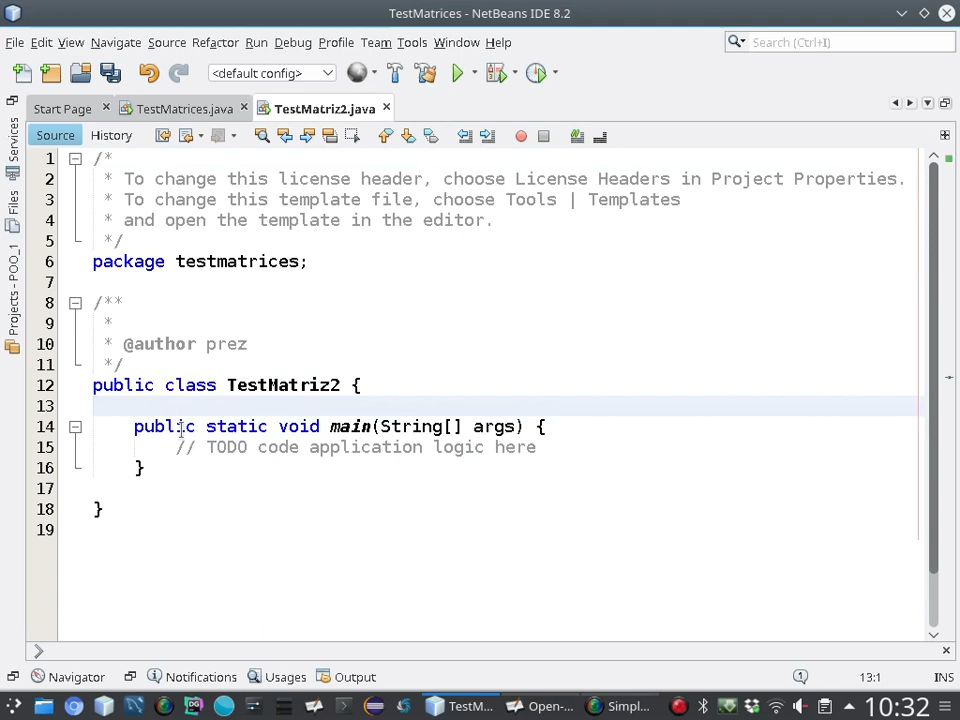 TestMatrices - NetBeans IDE 8.2
File Edit View Navigate Source Refactor Run Debug Profile Team Tools Window Help
Search (Ctrl+I)
<default config>
Start Page TestMatrices.java TestMatriz2.java
Source History
1 /*
2 * To change this license header, choose License Headers in Project Properties.
3 * To change this template file, choose Tools | Templates
4 * and open the template in the editor.
5 */
6 package testmatrices;
7
8 /**
9 *
10 * @author prez
11 */
12 public class TestMatriz2 {
13
14 public static void main(String[] args) {
15 // TODO code application logic here
16 }
17
18 }
19
Services
Files
Projects - POO_1
Navigator Notifications Usages Output
1
13:1
INS
TestM...
Open-...
Simpl...
10:32